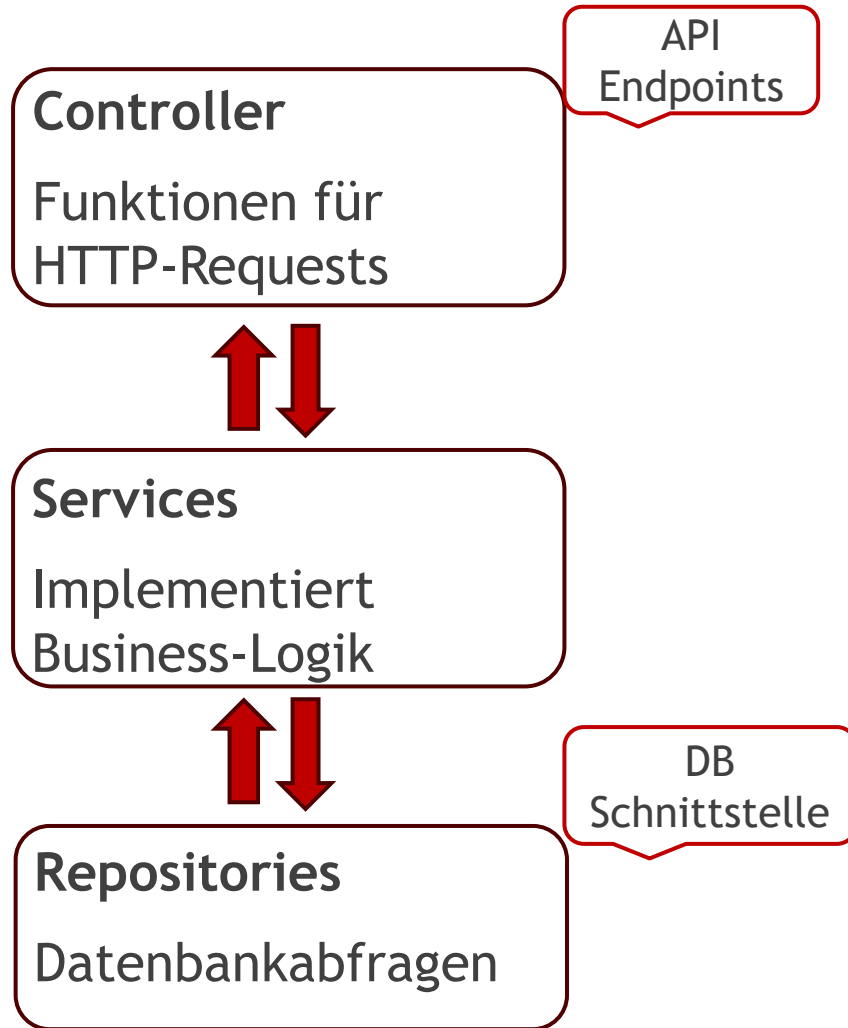 API
Endpoints
Controller
Funktionen für
HTTP-Requests
Services
Implementiert
Business-Logik
DB
Schnittstelle
Repositories
Datenbankabfragen